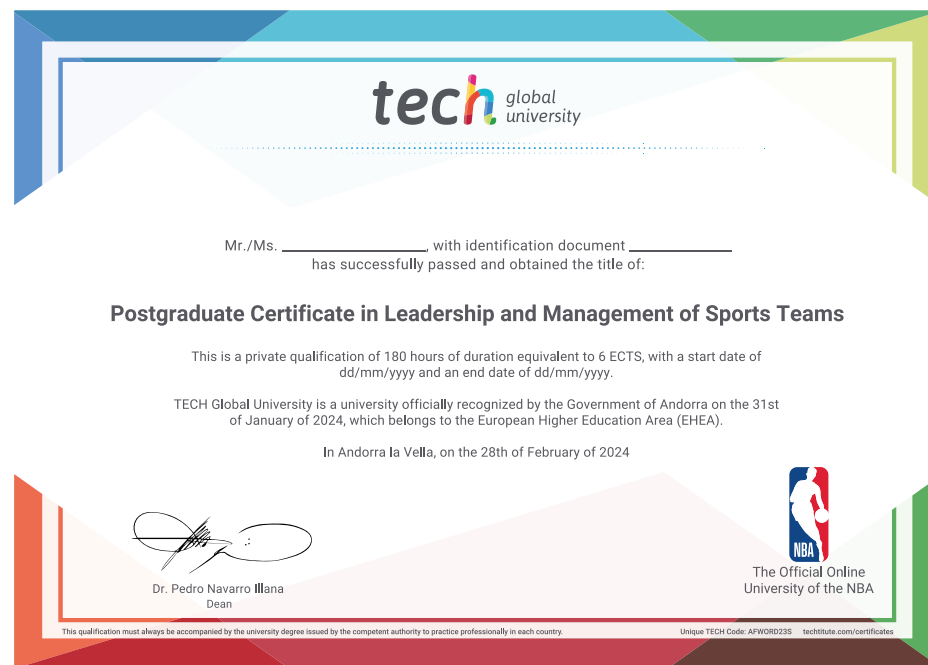 tech global university
Mr./Ms. ____________, with identification document ____________
has successfully passed and obtained the title of:
Postgraduate Certificate in Leadership and Management of Sports Teams
This is a private qualification of 180 hours of duration equivalent to 6 ECTS, with a start date of
dd/mm/yyyy and an end date of dd/mm/yyyy.
TECH Global University is a university officially recognized by the Government of Andorra on the 31st
of January of 2024, which belongs to the European Higher Education Area (EHEA).
In Andorra la Vella, on the 28th of February of 2024
NBA
Dr. Pedro Navarro Illana
Dean
The Official Online
University of the NBA
This qualification must always be accompanied by the university degree issued by the competent authority to practice professionally in each country.
Unique TECH Code: AFWORD23S techtitute.com/certificates